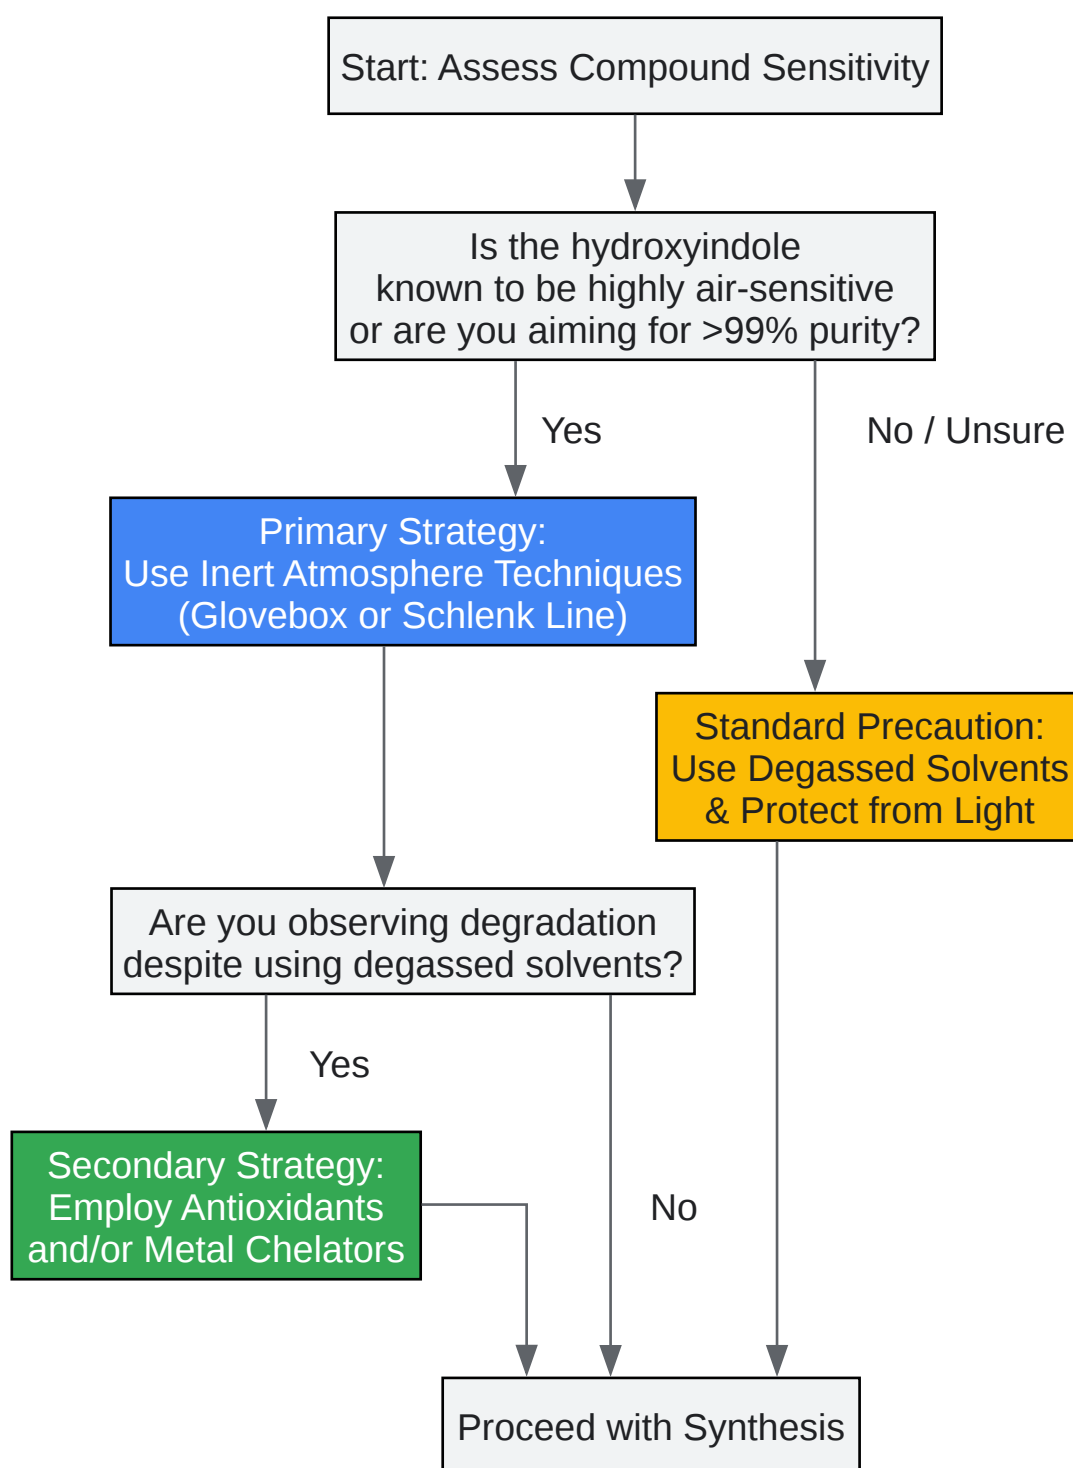 Start: Assess Compound Sensitivity
Is the hydroxyindole
known to be highly air-sensitive
or are you aiming for >99% purity?
Yes
No / Unsure
Primary Strategy:
Use Inert Atmosphere Techniques
(Glovebox or Schlenk Line)
Standard Precaution:
Use Degassed Solvents
& Protect from Light
Are you observing degradation
despite using degassed solvents?
Yes
Secondary Strategy:
Employ Antioxidants
and/or Metal Chelators
No
Proceed with Synthesis